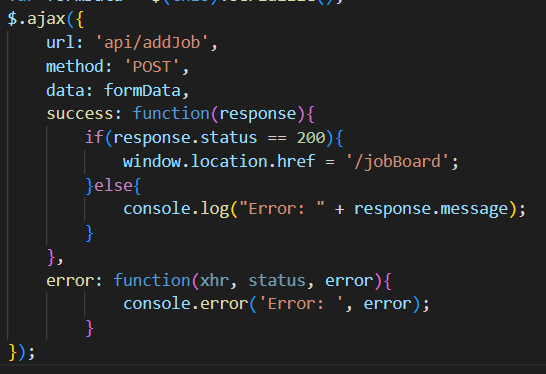 $.ajax({
    url: 'api/addJob',
    method: 'POST',
    data: formData,
    success: function(response){
        if(response.status == 200){
            window.location.href = '/jobBoard';
        }else{
            console.log("Error: " + response.message);
        }
    },
    error: function(xhr, status, error){
        console.error('Error: ', error);
        }
});